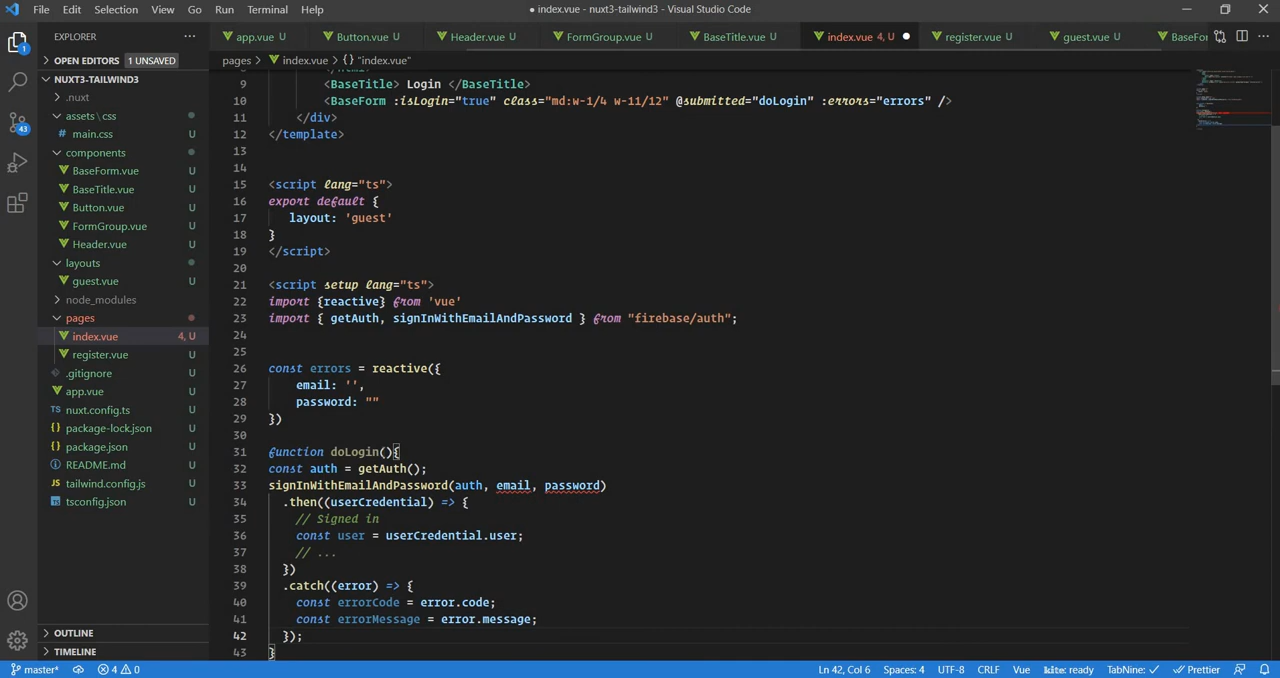 File Edit Selection View Go Run Terminal Help
● index.vue - nuxt3-tailwind3 - Visual Studio Code
EXPLORER
app.vue U Button.vue U Header.vue U FormGroup.vue U BaseTitle.vue U index.vue 4, U ● register.vue U guest.vue U BaseFor
1
43
OPEN EDITORS 1 UNSAVED
NUXT3-TAILWIND3
.nuxt
assets \ css
main.css U
components
BaseForm.vue U
BaseTitle.vue U
Button.vue U
FormGroup.vue U
Header.vue U
layouts
guest.vue U
node_modules
pages
index.vue 4, U
register.vue U
.gitignore U
app.vue U
TS nuxt.config.ts U
{} package-lock.json U
{} package.json U
README.md U
JS tailwind.config.js U
tsconfig.json U
OUTLINE
TIMELINE
pages > index.vue > {} "index.vue"
9 <BaseTitle> Login </BaseTitle>
10 <BaseForm :isLogin="true" class="md:w-1/4 w-11/12" @submitted="doLogin" :errors="errors" />
11 </div>
12 </template>
13
14
15 <script lang="ts">
16 export default {
17 layout: 'guest'
18 }
19 </script>
20
21 <script setup lang="ts">
22 import {reactive} from 'vue'
23 import { getAuth, signInWithEmailAndPassword } from "firebase/auth";
24
25
26 const errors = reactive({
27 email: '',
28 password: ""
29 })
30
31 function doLogin(){
32 const auth = getAuth();
33 signInWithEmailAndPassword(auth, email, password)
34 .then((userCredential) => {
35 // Signed in
36 const user = userCredential.user;
37 // ...
38 })
39 .catch((error) => {
40 const errorCode = error.code;
41 const errorMessage = error.message;
42 });
43 }
master* 4 0 Ln 42, Col 6 Spaces: 4 UTF-8 CRLF Vue kite: ready TabNine: ✓ Prettier